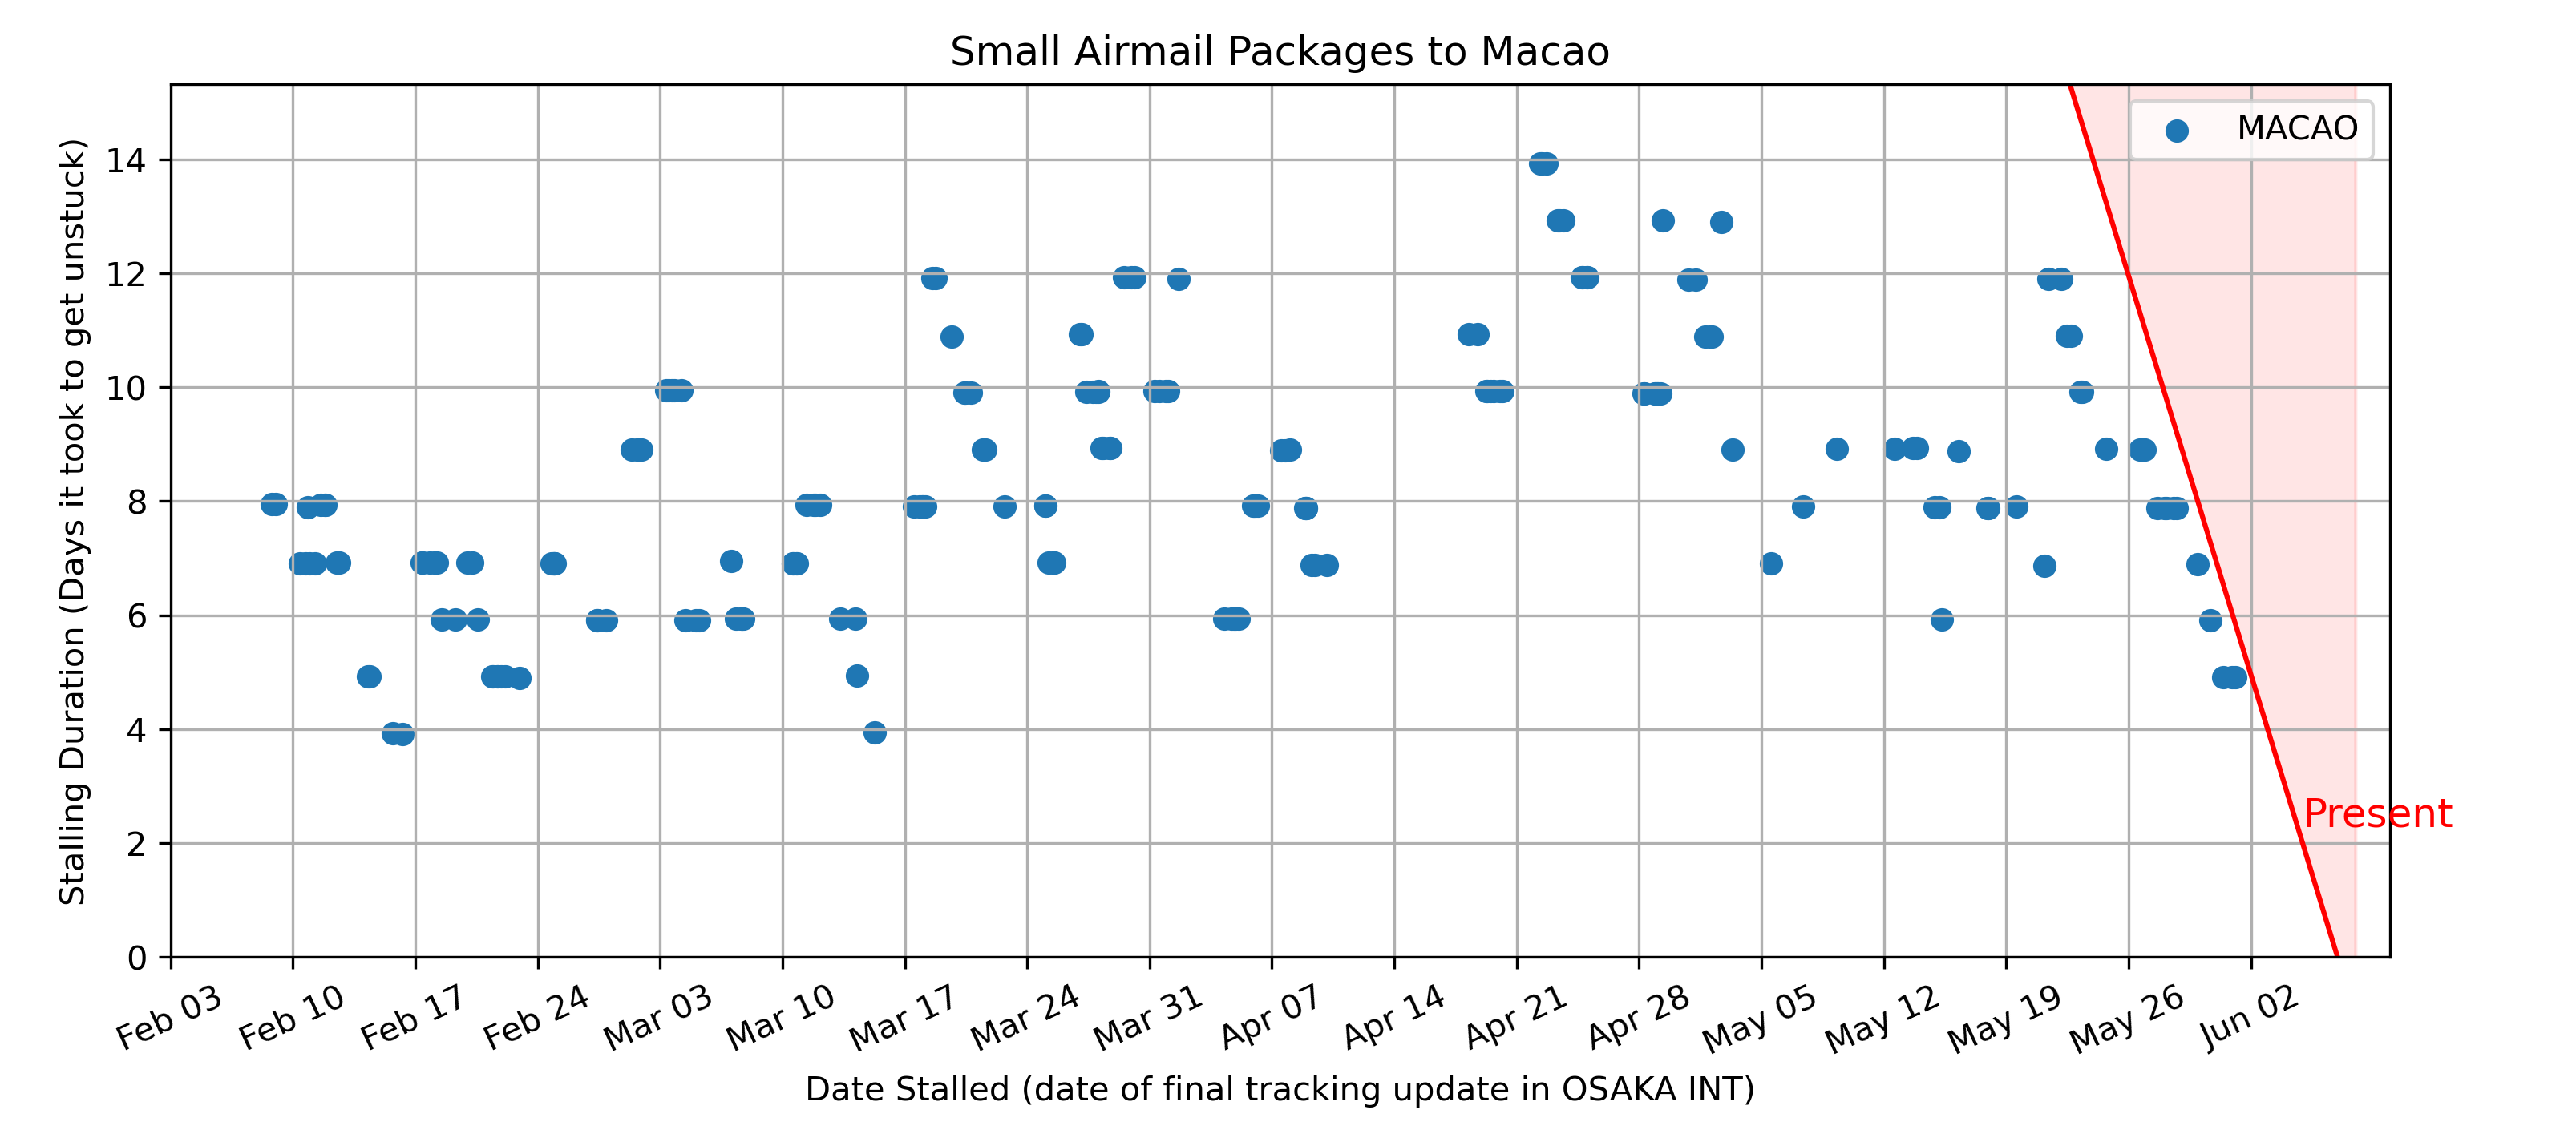 Small Airmail Packages to Macao
MACAO
Stalling Duration (Days it took to get unstuck)
14
12
10
8
6
4
2
0
Present
Feb 03
Feb 10
Feb 17
Feb 24
Mar 03
Mar 10
Mar 17
Mar 24
Mar 31
Apr 07
Apr 14
Apr 21
Apr 28
May 05
May 12
May 19
May 26
Jun 02
Date Stalled (date of final tracking update in OSAKA INT)